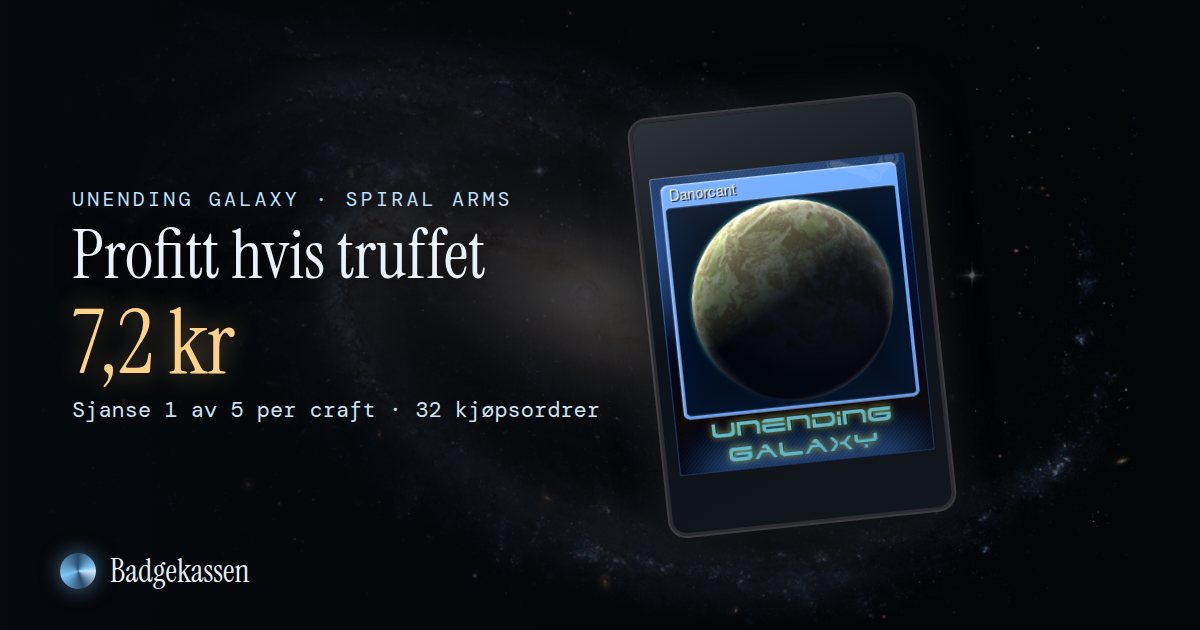 UNENDING GALAXY · SPIRAL ARMS
Profitt hvis truffet
7,2 kr
Sjanse 1 av 5 per craft · 32 kjøpsordrer
Danorcant
UNENDING
GALAXY
Badgekassen